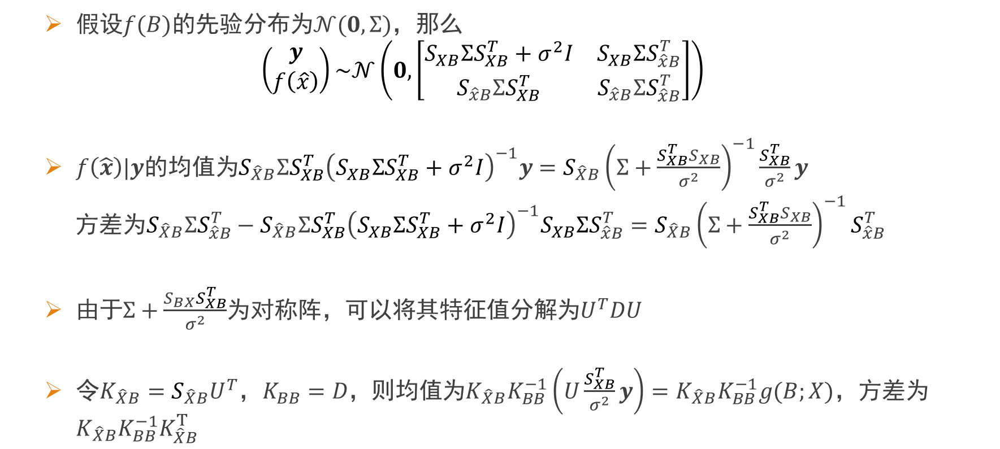 ➢ 假设$f(B)$的先验分布为$\mathcal{N}(\mathbf{0}, \Sigma)$，那么
$\begin{pmatrix} \boldsymbol{y} \\ f(\hat{x}) \end{pmatrix} \sim \mathcal{N}\left(\mathbf{0}, \begin{bmatrix} S_{XB}\Sigma S_{XB}^T + \sigma^2 I & S_{XB}\Sigma S_{\hat{x}B}^T \\ S_{\hat{x}B}\Sigma S_{XB}^T & S_{\hat{x}B}\Sigma S_{\hat{x}B}^T \end{bmatrix}\right)$
➢ $f(\hat{\boldsymbol{x}})|\boldsymbol{y}$的均值为$S_{\hat{X}B}\Sigma S_{XB}^T\left(S_{XB}\Sigma S_{XB}^T + \sigma^2 I\right)^{-1}\boldsymbol{y} = S_{\hat{X}B}\left(\Sigma + \frac{S_{XB}^T S_{XB}}{\sigma^2}\right)^{-1}\frac{S_{XB}^T}{\sigma^2}\boldsymbol{y}$
方差为$S_{\hat{X}B}\Sigma S_{\hat{x}B}^T - S_{\hat{X}B}\Sigma S_{XB}^T\left(S_{XB}\Sigma S_{XB}^T + \sigma^2 I\right)^{-1}S_{XB}\Sigma S_{\hat{x}B}^T = S_{\hat{X}B}\left(\Sigma + \frac{S_{XB}^T S_{XB}}{\sigma^2}\right)^{-1}S_{\hat{x}B}^T$
➢ 由于$\Sigma + \frac{S_{BX}S_{XB}^T}{\sigma^2}$为对称阵，可以将其特征值分解为$U^T D U$
➢ 令$K_{\hat{X}B} = S_{\hat{X}B}U^T$，$K_{BB} = D$，则均值为$K_{\hat{X}B}K_{BB}^{-1}\left(U\frac{S_{XB}^T}{\sigma^2}\boldsymbol{y}\right) = K_{\hat{X}B}K_{BB}^{-1}g(B; X)$，方差为
$K_{\hat{X}B}K_{BB}^{-1}K_{\hat{X}B}^{\mathrm{T}}$